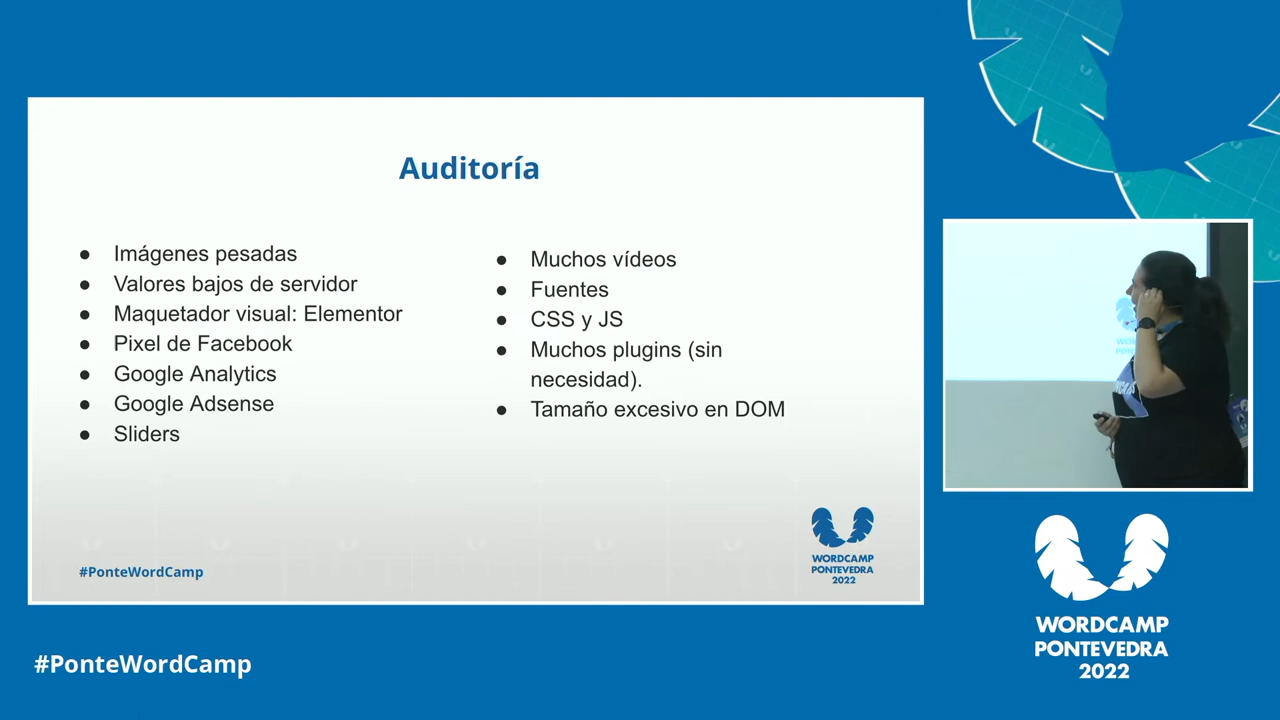 Auditoría
● Imágenes pesadas
● Valores bajos de servidor
● Maquetador visual: Elementor
● Pixel de Facebook
● Google Analytics
● Google Adsense
● Sliders
● Muchos vídeos
● Fuentes
● CSS y JS
● Muchos plugins (sin
necesidad).
● Tamaño excesivo en DOM
#PonteWordCamp
WORDCAMP
PONTEVEDRA
2022
#PonteWordCamp
WORDCAMP
PONTEVEDRA
2022